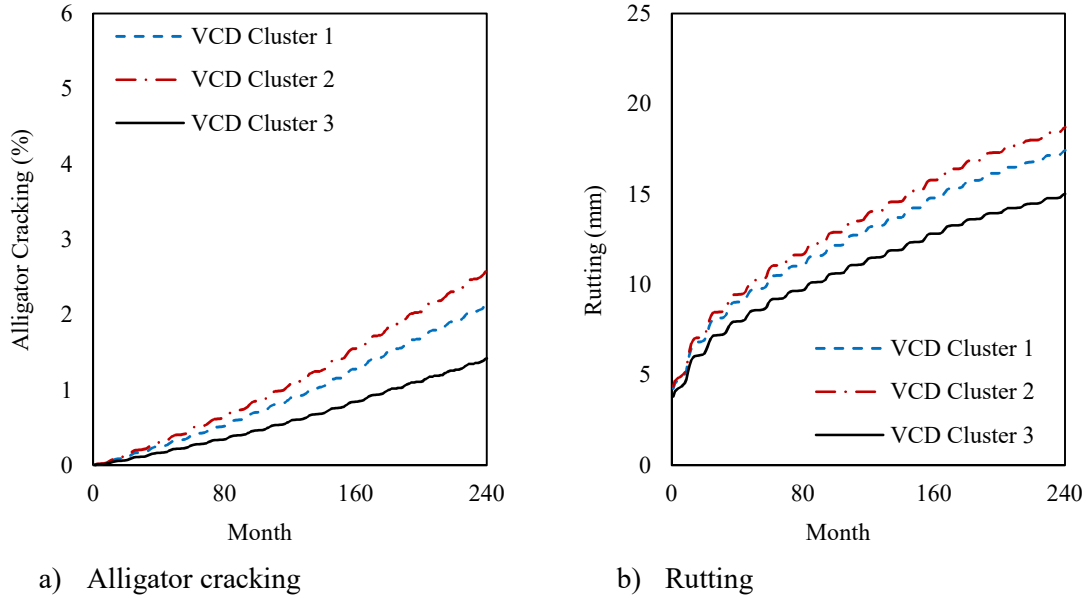 6
5
4
3
2
1
0
Alligator Cracking (%)
VCD Cluster 1
VCD Cluster 2
VCD Cluster 3
0 80 160 240
Month
a) Alligator cracking
25
20
15
10
5
0
Rutting (mm)
VCD Cluster 1
VCD Cluster 2
VCD Cluster 3
0 80 160 240
Month
b) Rutting